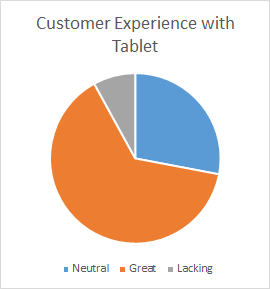 Customer Experience with
Tablet
Neutral Great Lacking